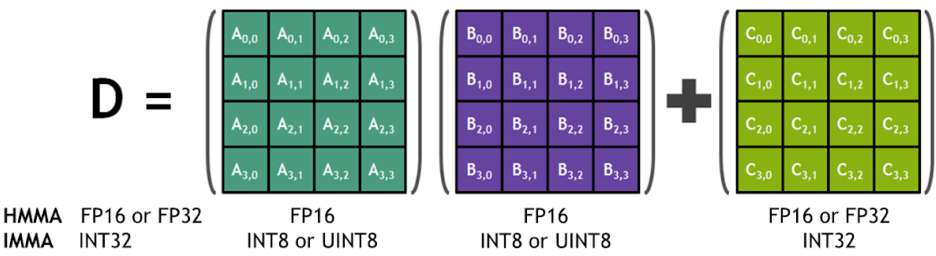 A0,0 A0,1 A0,2 A0,3 B0,0 B0,1 B0,2 B0,3 C0,0 C0,1 C0,2 C0,3
A1,0 A1,1 A1,2 A1,3 B1,0 B1,1 B1,2 B1,3 C1,0 C1,1 C1,2 C1,3
D =
A2,0 A2,1 A2,2 A2,3 B2,0 B2,1 B2,2 B2,3 C2,0 C2,1 C2,2 C2,3
A3,0 A3,1 A3,2 A3,3 B3,0 B3,1 B3,2 B3,3 C3,0 C3,1 C3,2 C3,3
HMMA FP16 or FP32 FP16 FP16 FP16 or FP32
IMMA INT32 INT8 or UINT8 INT8 or UINT8 INT32